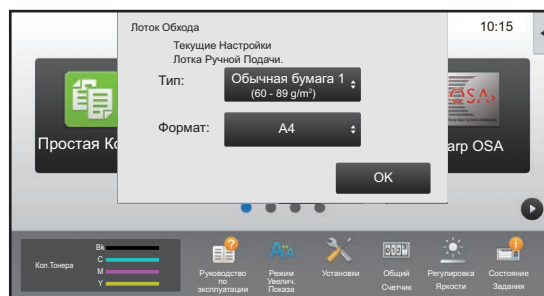 Лоток Обхода
10:15
Текущие Настройки
Лотка Ручной Подачи.
Тип:
Обычная бумага 1
(60 - 89 g/m²)
Формат:
A4
OK
Простая
arp OSA
Кол.Тонера
Bk
C
M
Y
Руководство
по
эксплуатации
Режим
Увелич.
Показа
Установки
Общий
Счетчик
Регулировка
Яркости
Состояние
Задания